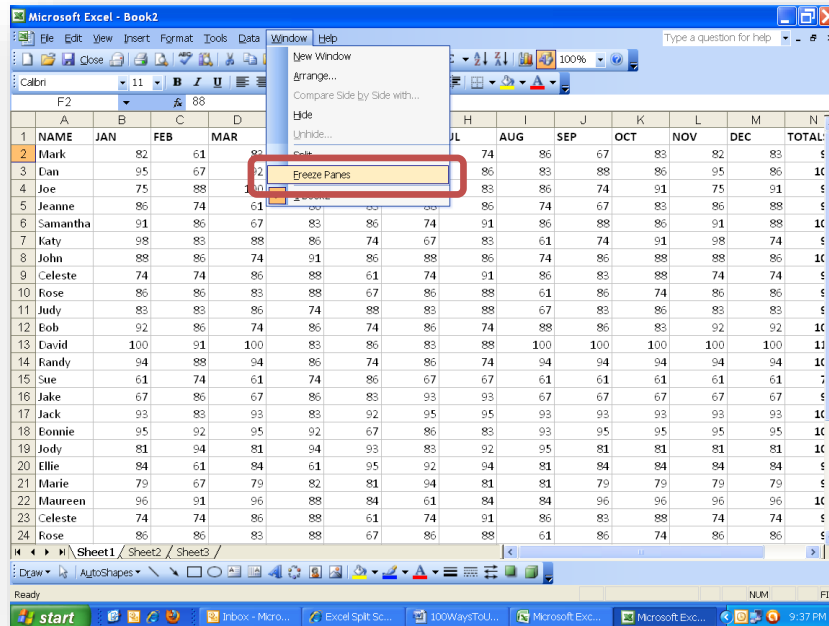 Microsoft Excel - Book2
File Edit View Insert Format Tools Data Window Help Type a question for help
Close 100%
Calibri 11 B I U A
F2 fx 88
New Window
Arrange...
Compare Side by Side with...
Hide
Unhide...
Split
Freeze Panes
A B C D H I J K L M N
1 NAME JAN FEB MAR AUG SEP OCT NOV DEC TOTAL
2 Mark 82 61 83 74 86 67 83 82 83
3 Dan 95 67 92 86 83 88 86 95 86
4 Joe 75 88 100 83 86 74 91 75 91
5 Jeanne 86 74 61 86 74 67 83 86 88
6 Samantha 91 86 67 83 86 74 91 86 88 86 91 88
7 Katy 98 83 88 86 74 67 83 61 74 91 98 74
8 John 88 86 74 91 86 88 86 74 86 88 88 86
9 Celeste 74 74 86 88 61 74 91 86 83 88 74 74
10 Rose 86 86 83 88 67 86 88 61 86 74 86 86
11 Judy 83 83 86 74 88 83 88 67 83 86 83 83
12 Bob 92 86 74 86 74 86 74 88 86 83 92 92
13 David 100 91 100 83 86 83 88 100 100 100 100 100
14 Randy 94 88 94 86 74 86 74 94 94 94 94 94
15 Sue 61 74 61 74 86 67 67 61 61 61 61 61
16 Jake 67 86 67 86 83 93 93 67 67 67 67 67
17 Jack 93 83 93 83 92 95 95 93 93 93 93 93
18 Bonnie 95 92 95 92 67 86 83 93 95 95 95 95
19 Jody 81 94 81 94 93 83 92 95 81 81 81 81
20 Ellie 84 61 84 61 95 92 94 81 84 84 84 84
21 Marie 79 67 79 82 81 94 81 81 79 79 79 79
22 Maureen 96 91 96 88 84 61 84 84 96 96 96 96
23 Celeste 74 74 86 88 61 74 91 86 83 88 74 74
24 Rose 86 86 83 88 67 86 88 61 86 74 86 86
Sheet1 Sheet2 Sheet3
Draw AutoShapes A
Ready NUM
start Inbox - Micro... Excel Split Sc... 100WaysToU... Microsoft Exc... Microsoft Exc... 9:37 PM